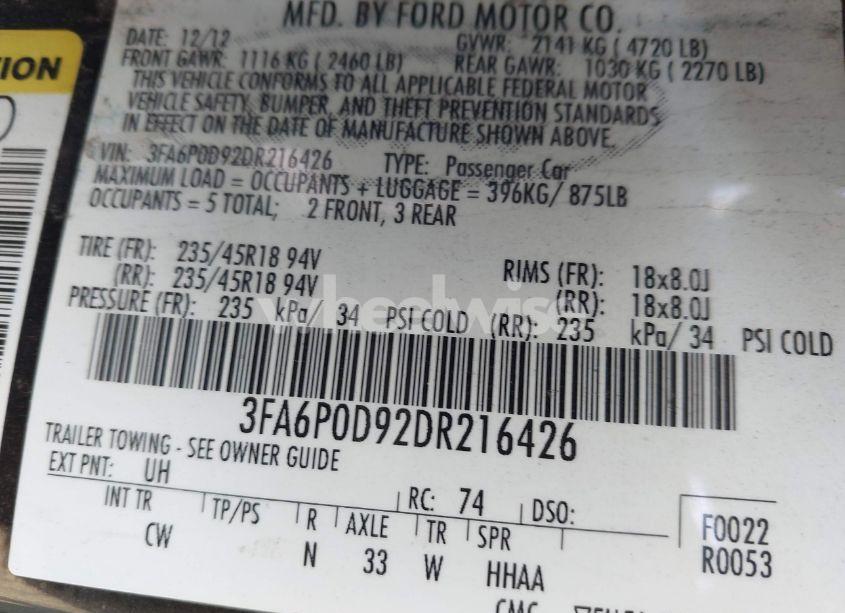 MFD. BY FORD MOTOR CO.
DATE: 12/12 GVWR: 2141 KG ( 4720 LB)
FRONT GAWR: 1116 KG ( 2460 LB) REAR GAWR: 1030 KG ( 2270 LB)
THIS VEHICLE CONFORMS TO ALL APPLICABLE FEDERAL MOTOR
VEHICLE SAFETY, BUMPER, AND THEFT PREVENTION STANDARDS
IN EFFECT ON THE DATE OF MANUFACTURE SHOWN ABOVE.
VIN: 3FA6P0D92DR216426 TYPE: Passenger Car
MAXIMUM LOAD = OCCUPANTS + LUGGAGE = 396KG/ 875LB
OCCUPANTS = 5 TOTAL; 2 FRONT, 3 REAR
TIRE (FR): 235/45R18 94V RIMS (FR): 18x8.0J
(RR): 235/45R18 94V (RR): 18x8.0J
PRESSURE (FR): 235 kPa/ 34 PSI COLD (RR): 235 kPa/ 34 PSI COLD
wheelwise
3FA6P0D92DR216426
TRAILER TOWING - SEE OWNER GUIDE
EXT PNT: UH RC: 74 DSO:
INT TR TP/PS R AXLE TR SPR F0022
CW N 33 W HHAA R0053